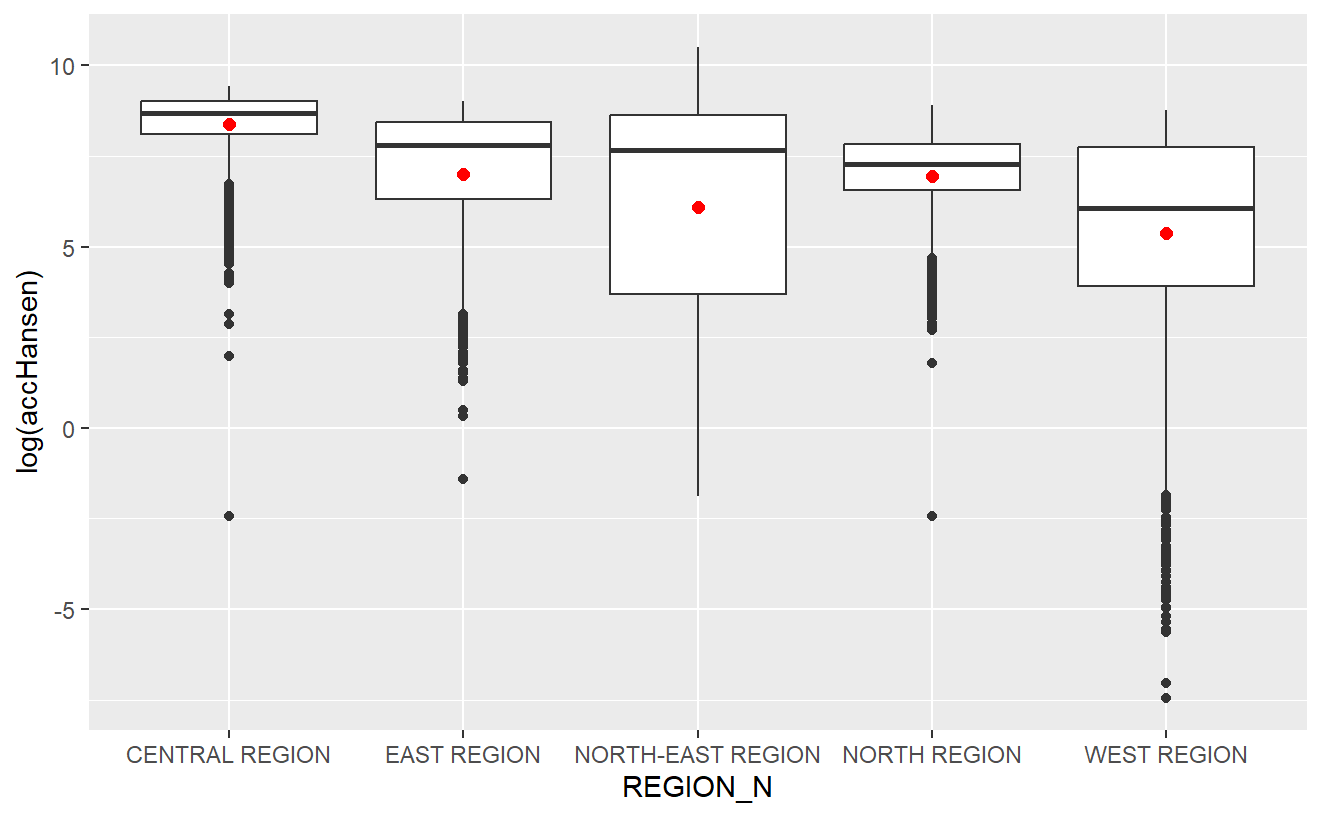 10
5
0
-5
log(accHansen)
CENTRAL REGION
EAST REGION
NORTH-EAST REGION
NORTH REGION
WEST REGION
REGION_N